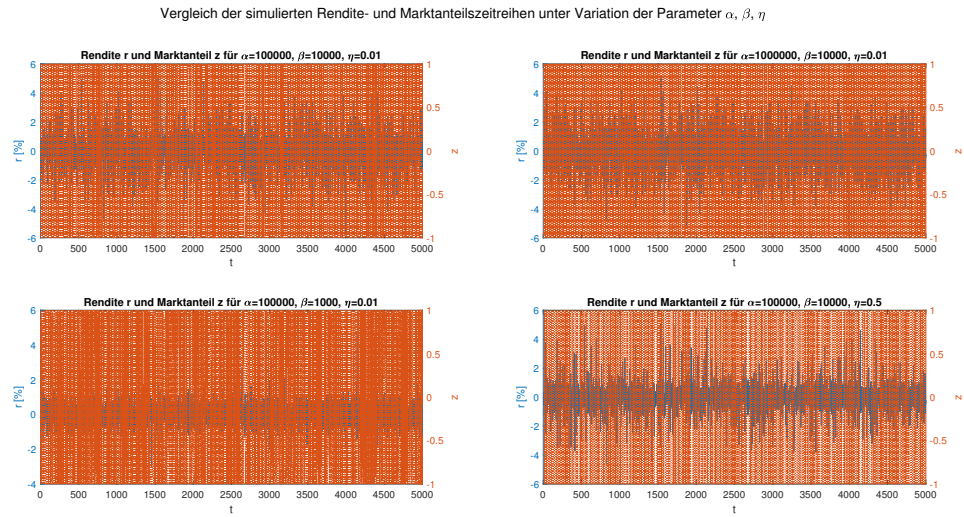 Vergleich der simulierten Rendite- und Marktanteilszeitreihen unter Variation der Parameter α, β, η
Rendite r und Marktanteil z für α=100000, β=10000, η=0.01
6
4
2
0
-2
-4
-6
r [%]
1
0.5
0
-0.5
-1
z
0 500 1000 1500 2000 2500 3000 3500 4000 4500 5000
t
Rendite r und Marktanteil z für α=1000000, β=10000, η=0.01
6
4
2
0
-2
-4
-6
r [%]
1
0.5
0
-0.5
-1
z
0 500 1000 1500 2000 2500 3000 3500 4000 4500 5000
t
Rendite r und Marktanteil z für α=100000, β=1000, η=0.01
6
4
2
0
-2
-4
r [%]
1
0.5
0
-0.5
-1
z
0 500 1000 1500 2000 2500 3000 3500 4000 4500 5000
t
Rendite r und Marktanteil z für α=100000, β=10000, η=0.5
6
4
2
0
-2
-4
-6
r [%]
1
0.5
0
-0.5
-1
z
0 500 1000 1500 2000 2500 3000 3500 4000 4500 5000
t